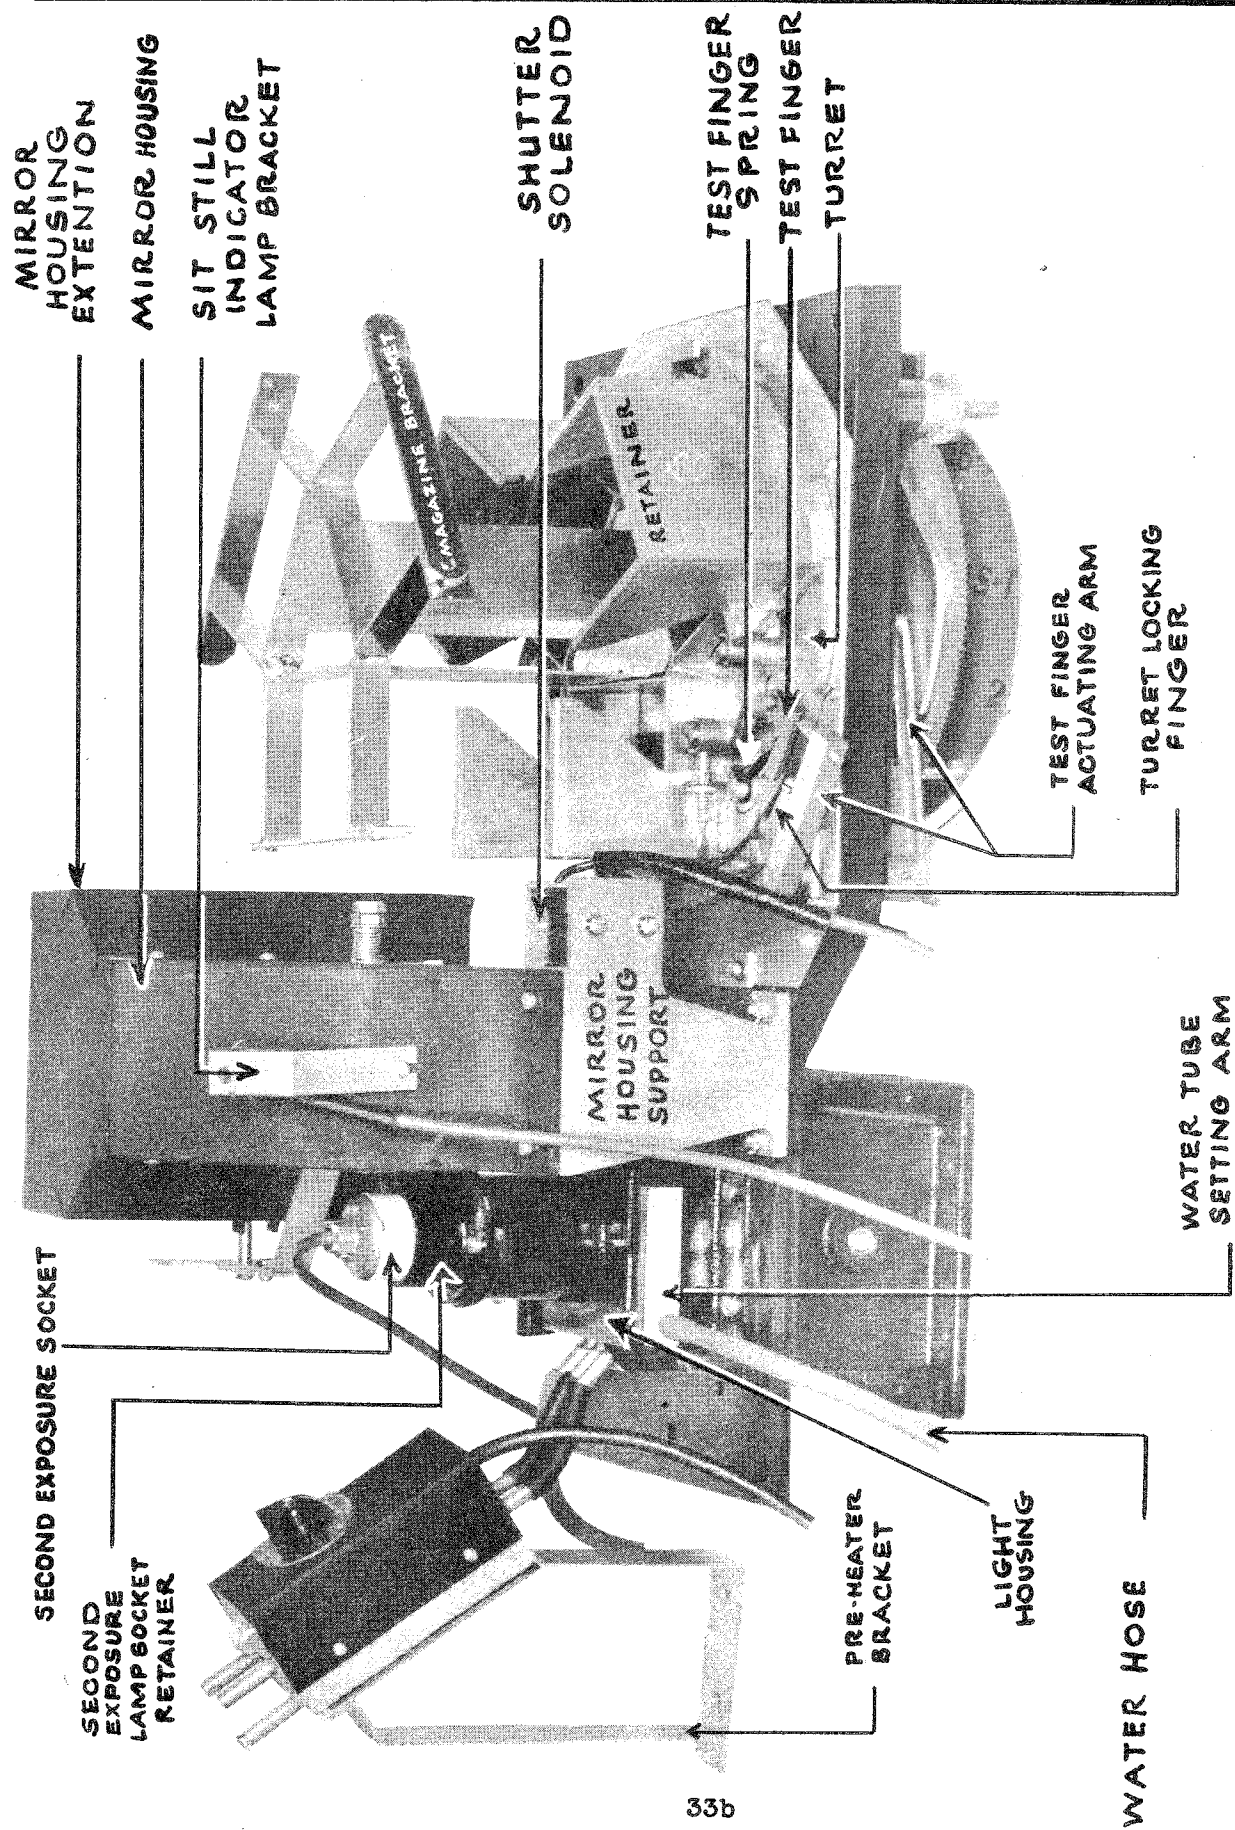 MIRROR
HOUSING
EXTENTION
MIRROR HOUSING
SIT STILL
INDICATOR
LAMP BRACKET
SHUTTER
SOLENOID
TEST FINGER
SPRING
TEST FINGER
TURRET
MAGAZINE BRACKET
RETAINER
TEST FINGER
ACTUATING ARM
TURRET LOCKING
FINGER
MIRROR
HOUSING
SUPPORT
WATER TUBE
SETTING ARM
SECOND EXPOSURE SOCKET
SECOND
EXPOSURE
LAMP SOCKET
RETAINER
PRE-HEATER
BRACKET
LIGHT
HOUSING
WATER HOSE
33b